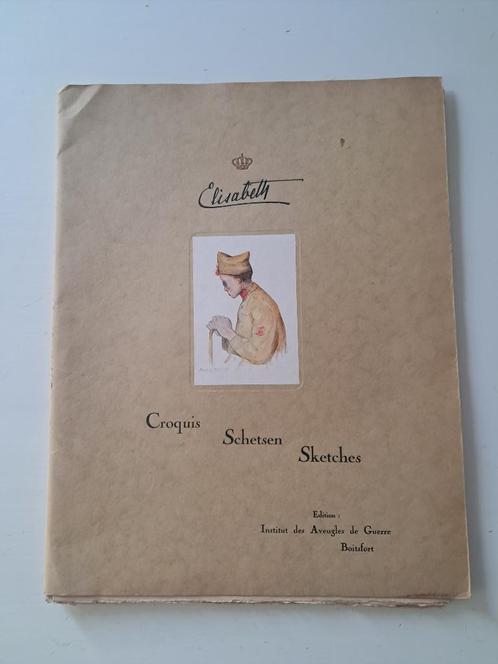 Elisabeth
Croquis
Schetsen
Sketches
Edition :
Institut des Aveugles de Guerre
Boitsfort